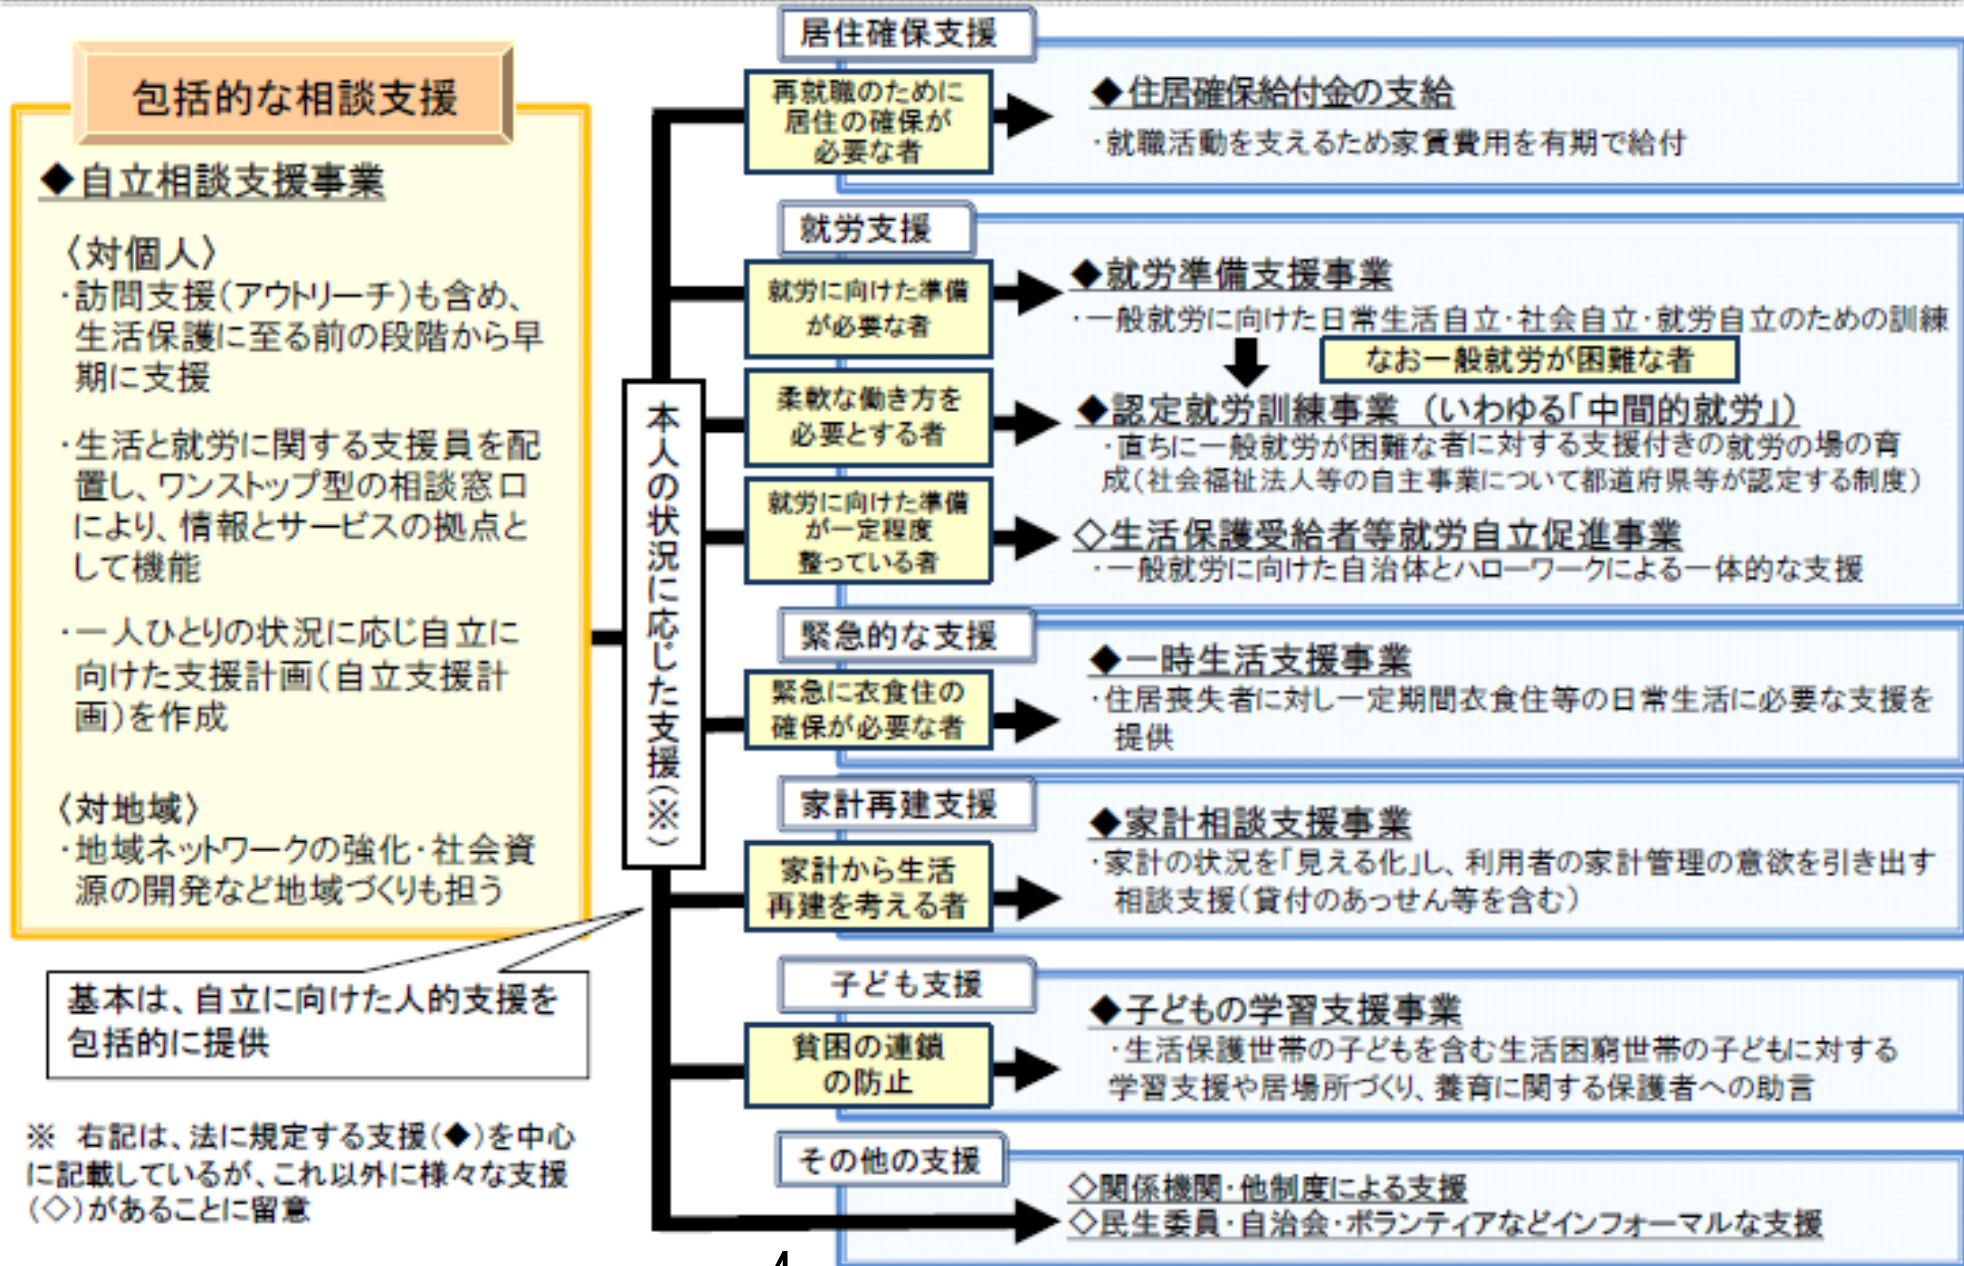 包括的な相談支援
◆自立相談支援事業
〈対個人〉
・訪問支援(アウトリーチ)も含め、
生活保護に至る前の段階から早
期に支援
・生活と就労に関する支援員を配
置し、ワンストップ型の相談窓口
により、情報とサービスの拠点と
して機能
・一人ひとりの状況に応じ自立に
向けた支援計画(自立支援計
画)を作成
〈対地域〉
・地域ネットワークの強化・社会資
源の開発など地域づくりも担う
基本は、自立に向けた人的支援を
包括的に提供
※ 右記は、法に規定する支援(◆)を中心
に記載しているが、これ以外に様々な支援
(◇)があることに留意
本人の状況に応じた支援(※)
居住確保支援
再就職のために
居住の確保が
必要な者
◆住居確保給付金の支給
・就職活動を支えるため家賃費用を有期で給付
就労支援
就労に向けた準備
が必要な者
◆就労準備支援事業
・一般就労に向けた日常生活自立・社会自立・就労自立のための訓練
なお一般就労が困難な者
柔軟な働き方を
必要とする者
◆認定就労訓練事業 (いわゆる「中間的就労」)
・直ちに一般就労が困難な者に対する支援付きの就労の場の育
成(社会福祉法人等の自主事業について都道府県等が認定する制度)
就労に向けた準備
が一定程度
整っている者
◇生活保護受給者等就労自立促進事業
・一般就労に向けた自治体とハローワークによる一体的な支援
緊急的な支援
緊急に衣食住の
確保が必要な者
◆一時生活支援事業
・住居喪失者に対し一定期間衣食住等の日常生活に必要な支援を
提供
家計再建支援
家計から生活
再建を考える者
◆家計相談支援事業
・家計の状況を「見える化」し、利用者の家計管理の意欲を引き出す
相談支援(貸付のあっせん等を含む)
子ども支援
貧困の連鎖
の防止
◆子どもの学習支援事業
・生活保護世帯の子どもを含む生活困窮世帯の子どもに対する
学習支援や居場所づくり、養育に関する保護者への助言
その他の支援
◇関係機関・他制度による支援
◇民生委員・自治会・ボランティアなどインフォーマルな支援
4